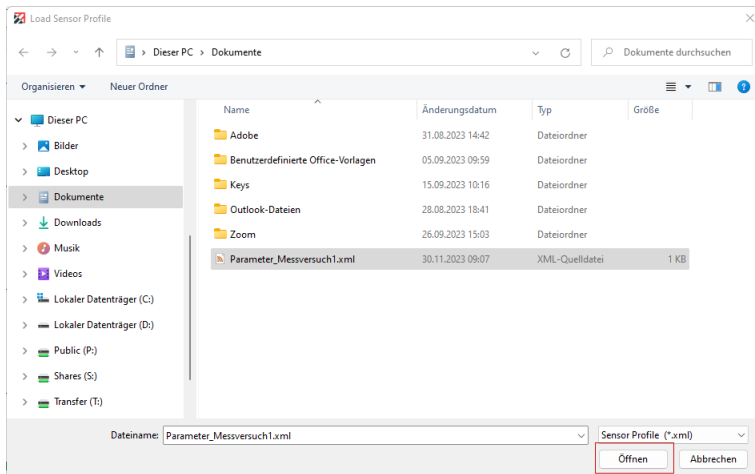 Load Sensor Profile
Dieser PC > Dokumente
Dokumente durchsuchen
Organisieren
Neuer Ordner
Name Änderungsdatum Typ Größe
Dieser PC
Bilder
Desktop
Dokumente
Downloads
Musik
Videos
Lokaler Datenträger (C:)
Lokaler Datenträger (D:)
Public (P:)
Shares (S:)
Transfer (T:)
Adobe 31.08.2023 14:42 Dateiordner
Benutzerdefinierte Office-Vorlagen 05.09.2023 09:59 Dateiordner
Keys 15.09.2023 10:16 Dateiordner
Outlook-Dateien 28.08.2023 18:41 Dateiordner
Zoom 26.09.2023 15:03 Dateiordner
Parameter_Messversuch1.xml 30.11.2023 09:07 XML-Quelldatei 1 KB
Dateiname: Parameter_Messversuch1.xml
Sensor Profile (*.xml)
Öffnen
Abbrechen